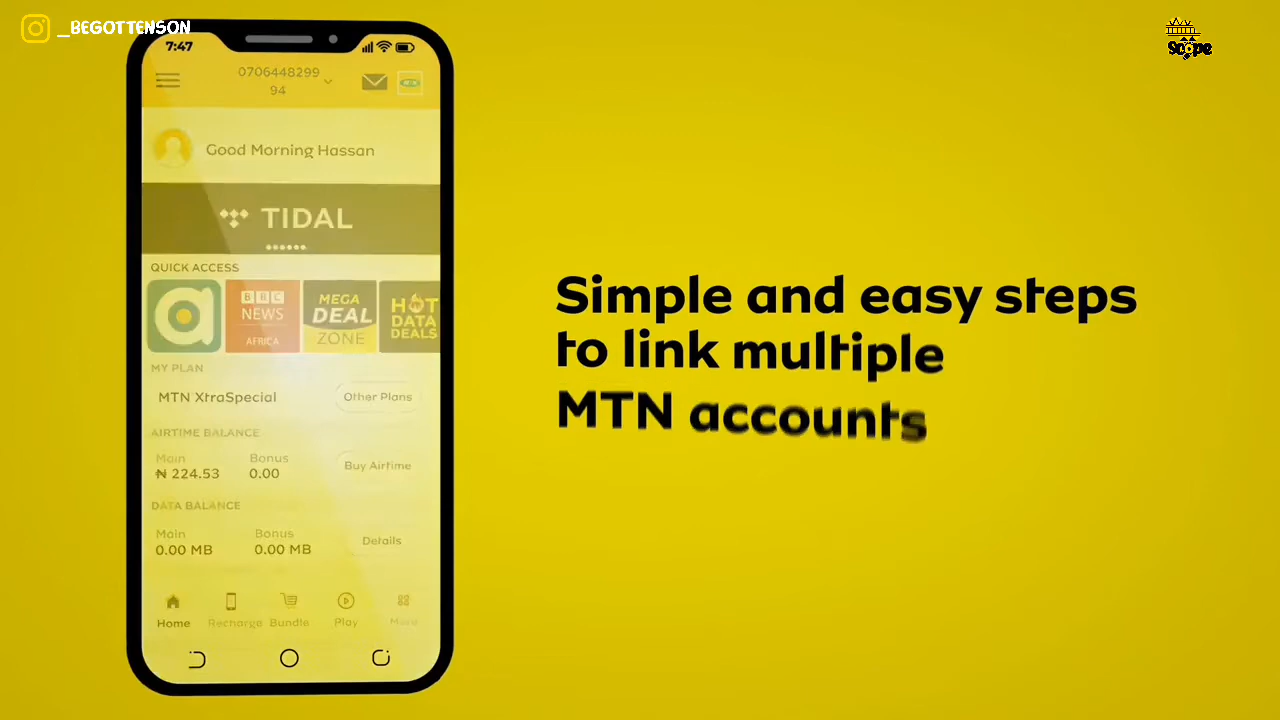 _BEGOTTENSON
Scope
7:47
0706448299
94
Good Morning Hassan
TIDAL
QUICK ACCESS
BBC
NEWS
AFRICA
MEGA
DEAL
ZONE
HOT
DATA
DEALS
MY PLAN
MTN XtraSpecial
Other Plans
AIRTIME BALANCE
Main
Bonus
₦ 224.53
0.00
Buy Airtime
DATA BALANCE
Main
Bonus
0.00 MB
0.00 MB
Details
Home
Recharge
Bundle
Play
More
Simple and easy steps
to link multiple
MTN accounts